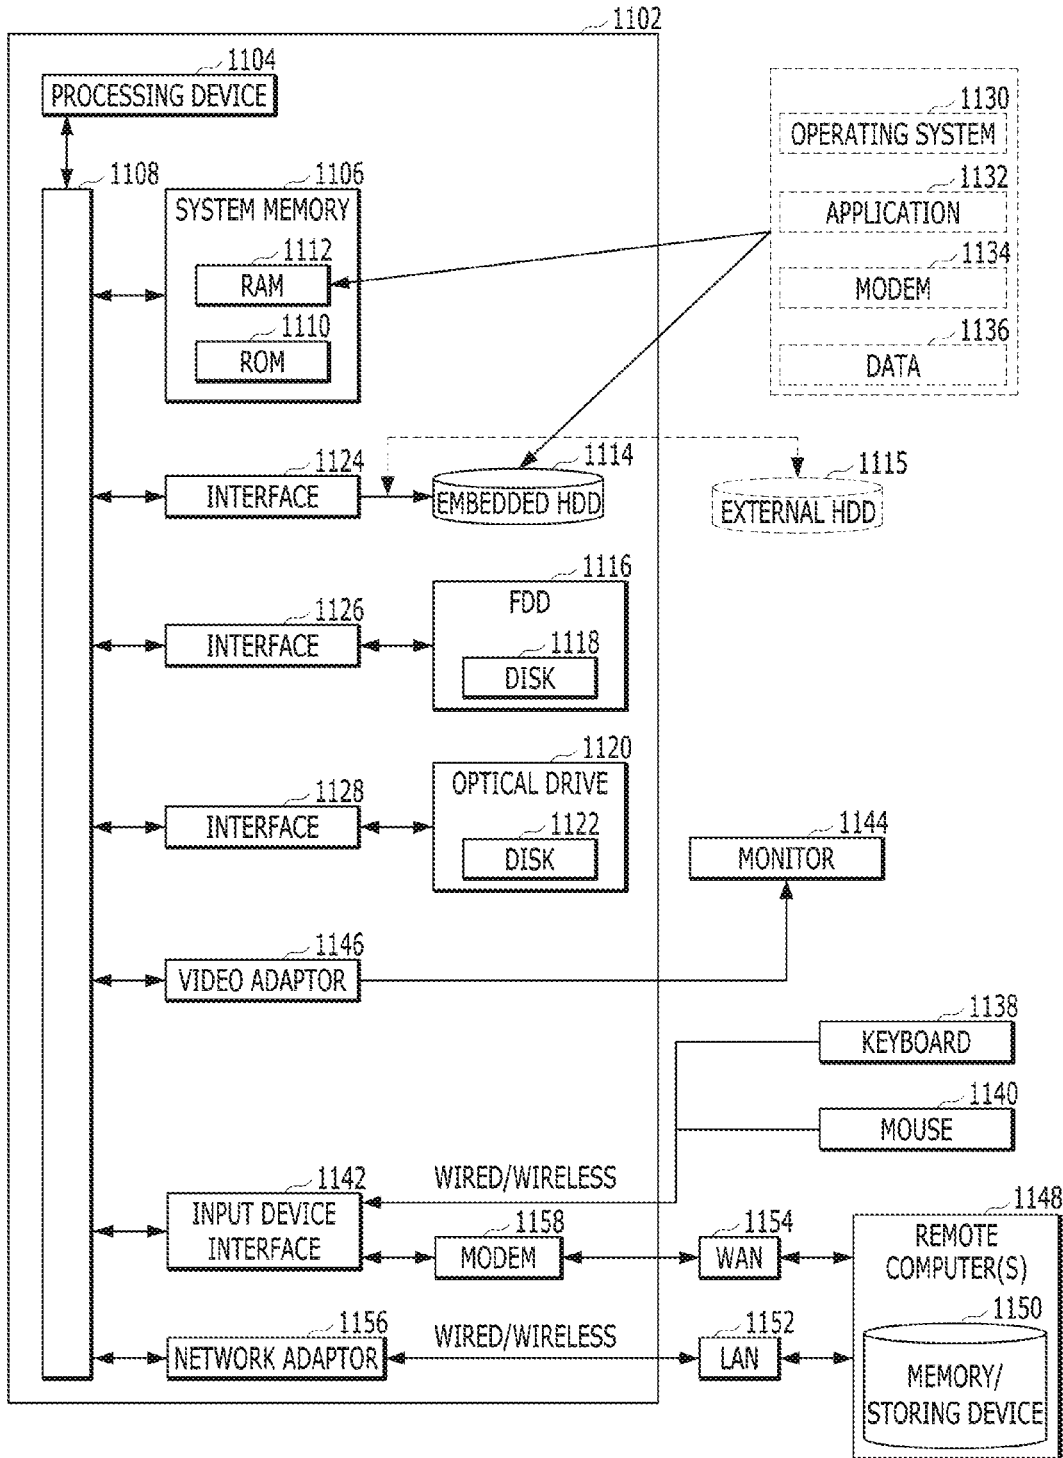 1102
1104
PROCESSING DEVICE
1108
1106
SYSTEM MEMORY
1112
RAM
1110
ROM
1130
OPERATING SYSTEM
1132
APPLICATION
1134
MODEM
1136
DATA
1124
INTERFACE
1114
EMBEDDED HDD
1115
EXTERNAL HDD
1116
FDD
1126
INTERFACE
1118
DISK
1120
OPTICAL DRIVE
1128
INTERFACE
1122
DISK
1144
MONITOR
1146
VIDEO ADAPTOR
1138
KEYBOARD
1140
MOUSE
WIRED/WIRELESS
1142
INPUT DEVICE
INTERFACE
1158
MODEM
1154
WAN
1148
REMOTE
COMPUTER(S)
1156
NETWORK ADAPTOR
WIRED/WIRELESS
1152
LAN
1150
MEMORY/
STORING DEVICE